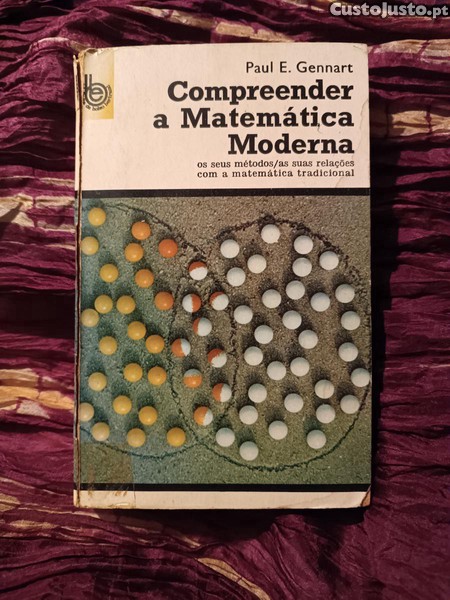 CustoJusto.pt
Paul E. Gennart
Compreender
a Matemática
Moderna
os seus métodos/as suas relações
com a matemática tradicional